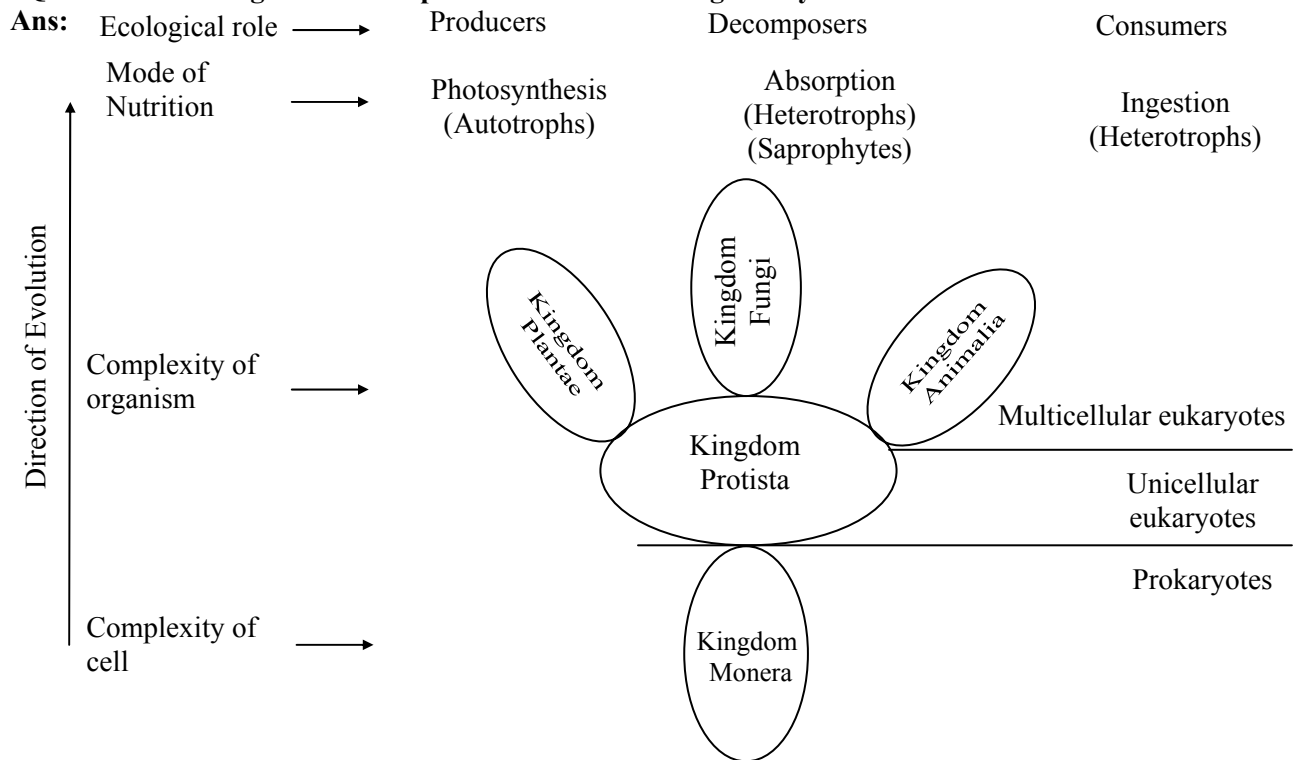 Ans: Ecological role Producers Decomposers Consumers
Mode of
Nutrition
Photosynthesis
(Autotrophs)
Absorption
(Heterotrophs)
(Saprophytes)
Ingestion
(Heterotrophs)
Direction of Evolution
Kingdom
Plantae
Kingdom
Fungi
Kingdom
Animalia
Complexity of
organism
Multicellular eukaryotes
Kingdom
Protista
Unicellular
eukaryotes
Prokaryotes
Complexity of
cell
Kingdom
Monera